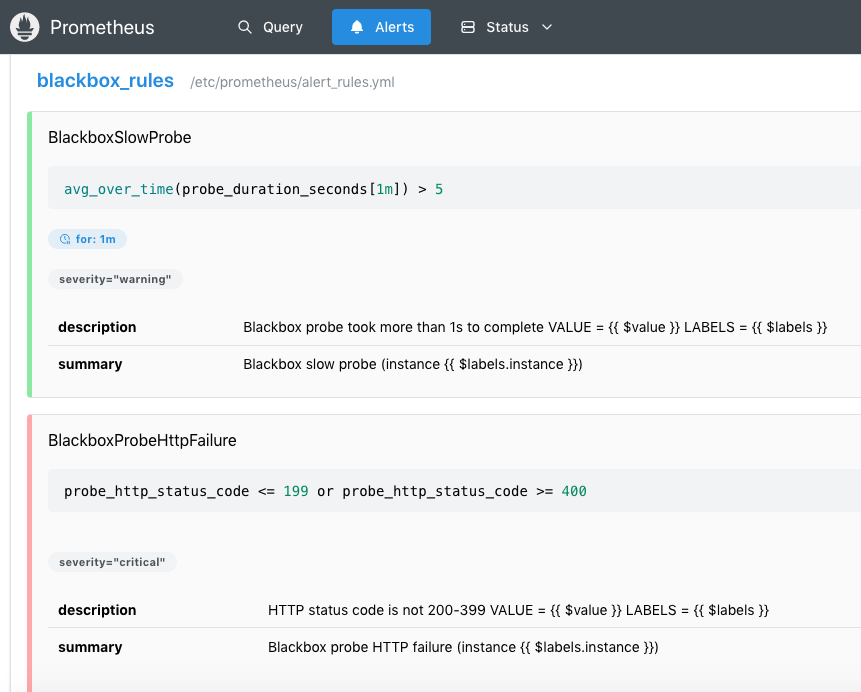 Prometheus Query Alerts Status
blackbox_rules /etc/prometheus/alert_rules.yml
BlackboxSlowProbe
avg_over_time(probe_duration_seconds[1m]) > 5
for: 1m
severity="warning"
description Blackbox probe took more than 1s to complete VALUE = {{ $value }} LABELS = {{ $labels }}
summary Blackbox slow probe (instance {{ $labels.instance }})
BlackboxProbeHttpFailure
probe_http_status_code <= 199 or probe_http_status_code >= 400
severity="critical"
description HTTP status code is not 200-399 VALUE = {{ $value }} LABELS = {{ $labels }}
summary Blackbox probe HTTP failure (instance {{ $labels.instance }})